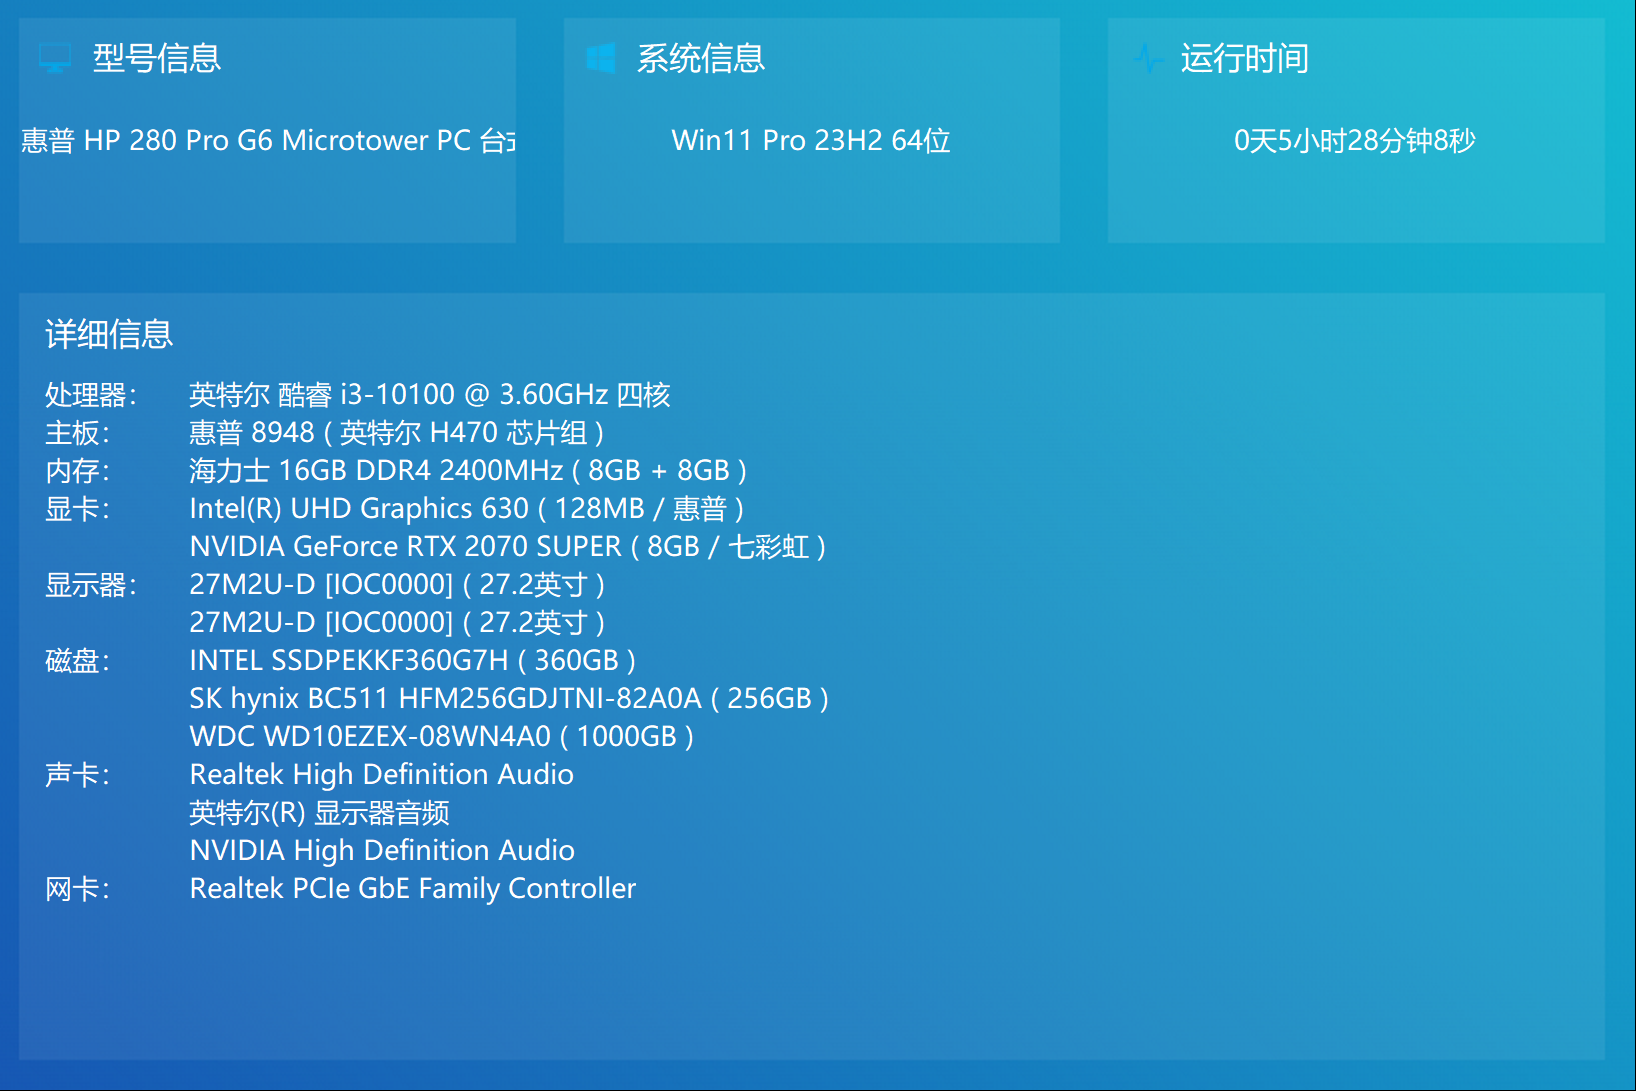 型号信息
惠普 HP 280 Pro G6 Microtower PC 台
系统信息
Win11 Pro 23H2 64位
运行时间
0天5小时28分钟8秒
详细信息
处理器： 英特尔 酷睿 i3-10100 @ 3.60GHz 四核
主板： 惠普 8948 ( 英特尔 H470 芯片组 )
内存： 海力士 16GB DDR4 2400MHz ( 8GB + 8GB )
显卡： Intel(R) UHD Graphics 630 ( 128MB / 惠普 )
NVIDIA GeForce RTX 2070 SUPER ( 8GB / 七彩虹 )
显示器： 27M2U-D [IOC0000] ( 27.2英寸 )
27M2U-D [IOC0000] ( 27.2英寸 )
磁盘： INTEL SSDPEKKF360G7H ( 360GB )
SK hynix BC511 HFM256GDJTNI-82A0A ( 256GB )
WDC WD10EZEX-08WN4A0 ( 1000GB )
声卡： Realtek High Definition Audio
英特尔(R) 显示器音频
NVIDIA High Definition Audio
网卡： Realtek PCIe GbE Family Controller